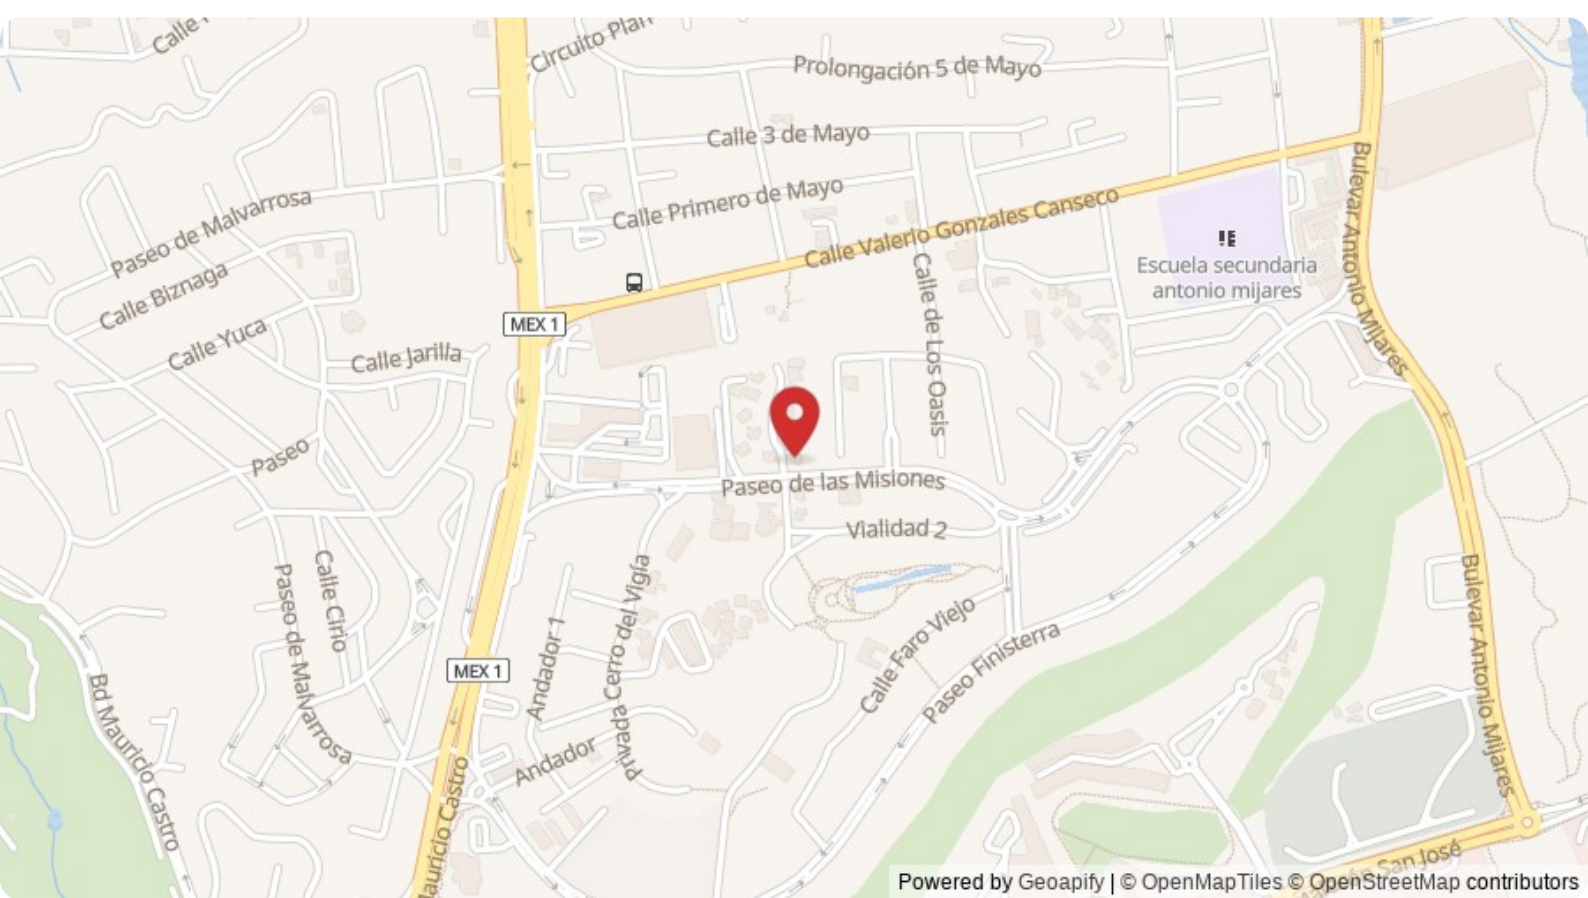 Circuito Plan
Prolongación 5 de Mayo
Calle 3 de Mayo
Calle Primero de Mayo
Calle Valerio Gonzales Canseco
Paseo de Malvarrosa
Calle Biznaga
Calle Yuca
Calle Jarilla
MEX 1
Calle de Los Oasis
Escuela secundaria
antonio mijares
Bulevar Antonio Mijares
Paseo
Paseo de las Misiones
Vialidad 2
Calle Cirio
Paseo de Malvarrosa
Andador 1
Privada Cerro del Vigía
Calle Faro Viejo
Paseo Finisterra
Bulevar Antonio Mijares
MEX 1
Bd Mauricio Castro
Andador
Mauricio Castro
San José
Powered by Geoapify | © OpenMapTiles © OpenStreetMap contributors